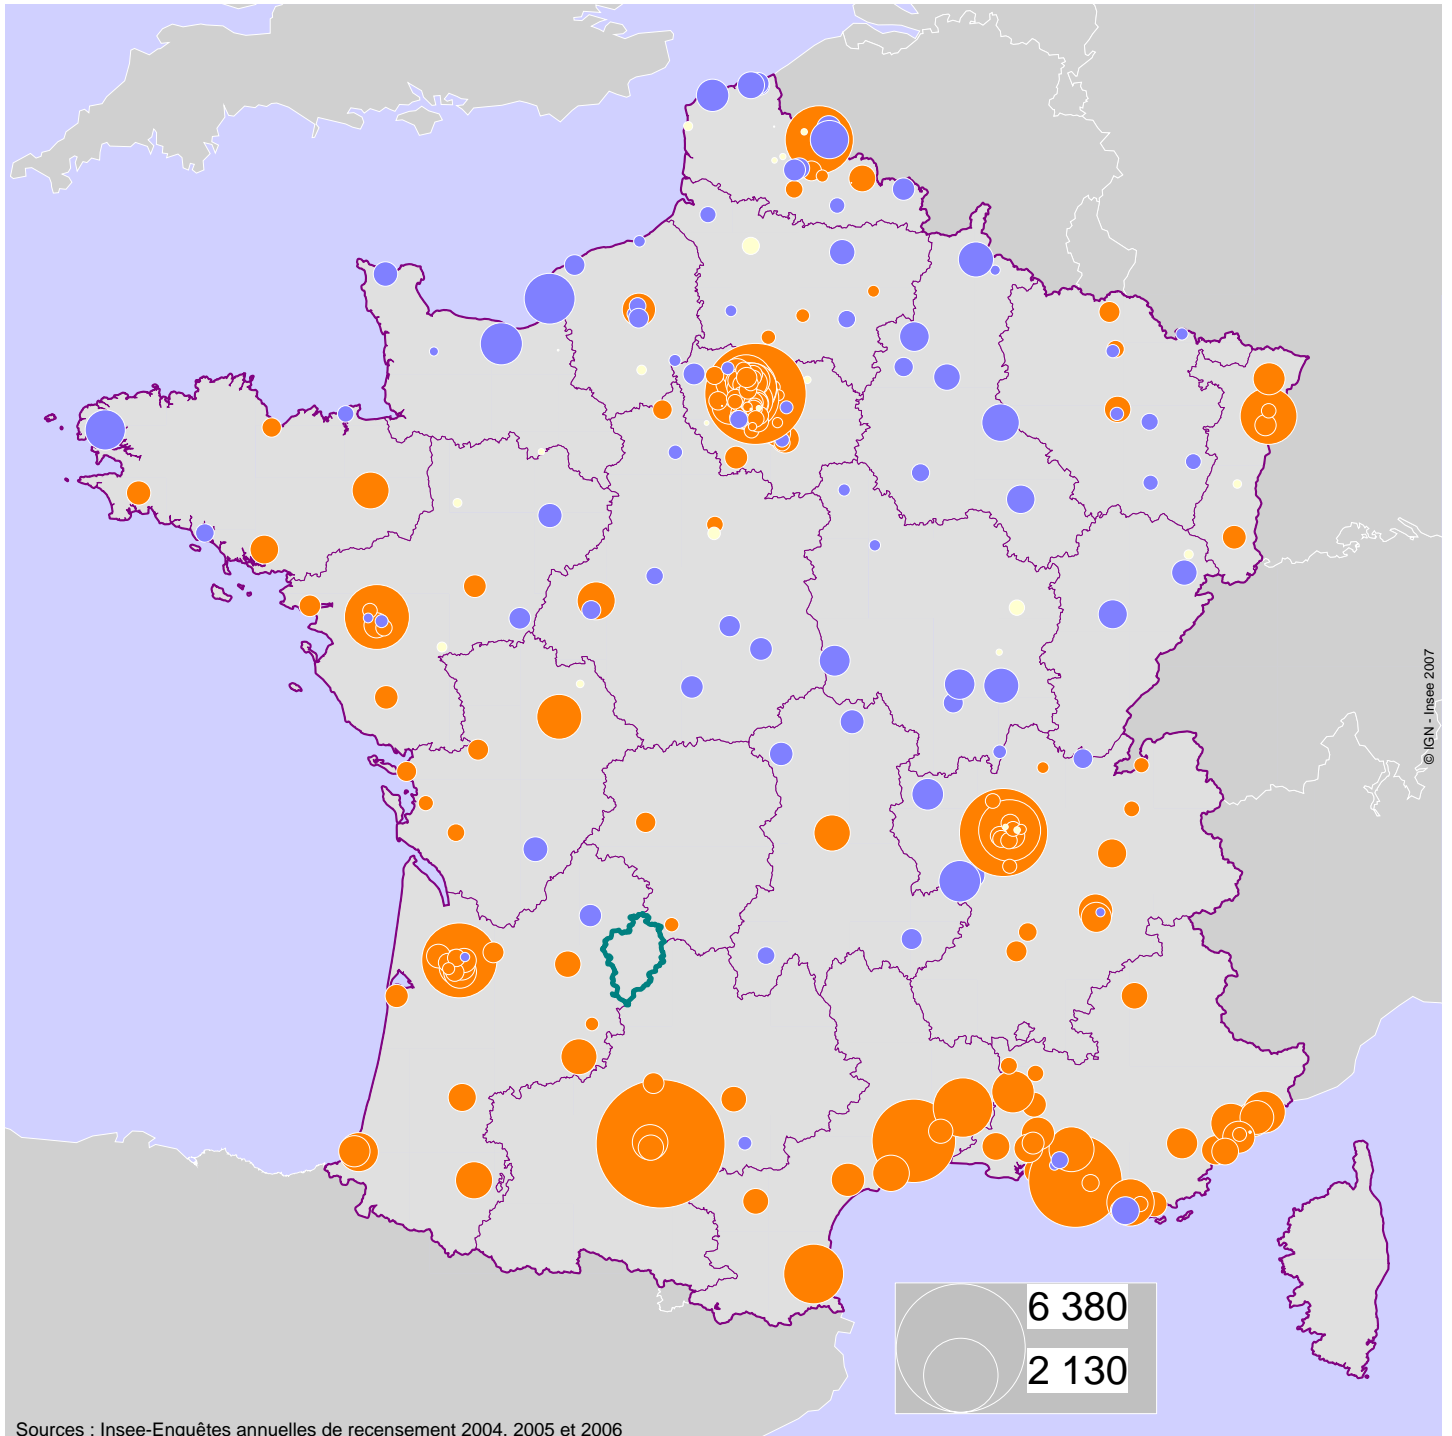 © IGN - Insee 2007
6 380
2 130
Sources : Insee-Enquêtes annuelles de recensement 2004, 2005 et 2006